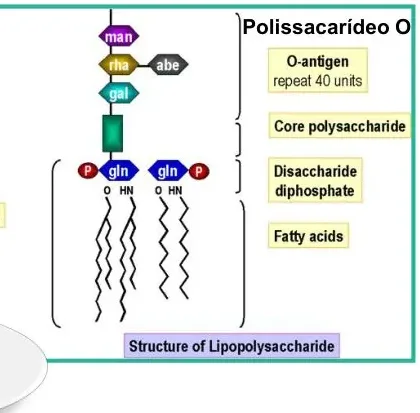 Polissacarídeo O
man
rha abe
gal
O-antigen
repeat 40 units
Core polysaccharide
P gln gln P
O HN O HN
Disaccharide
diphosphate
Fatty acids
Structure of Lipopolysaccharide